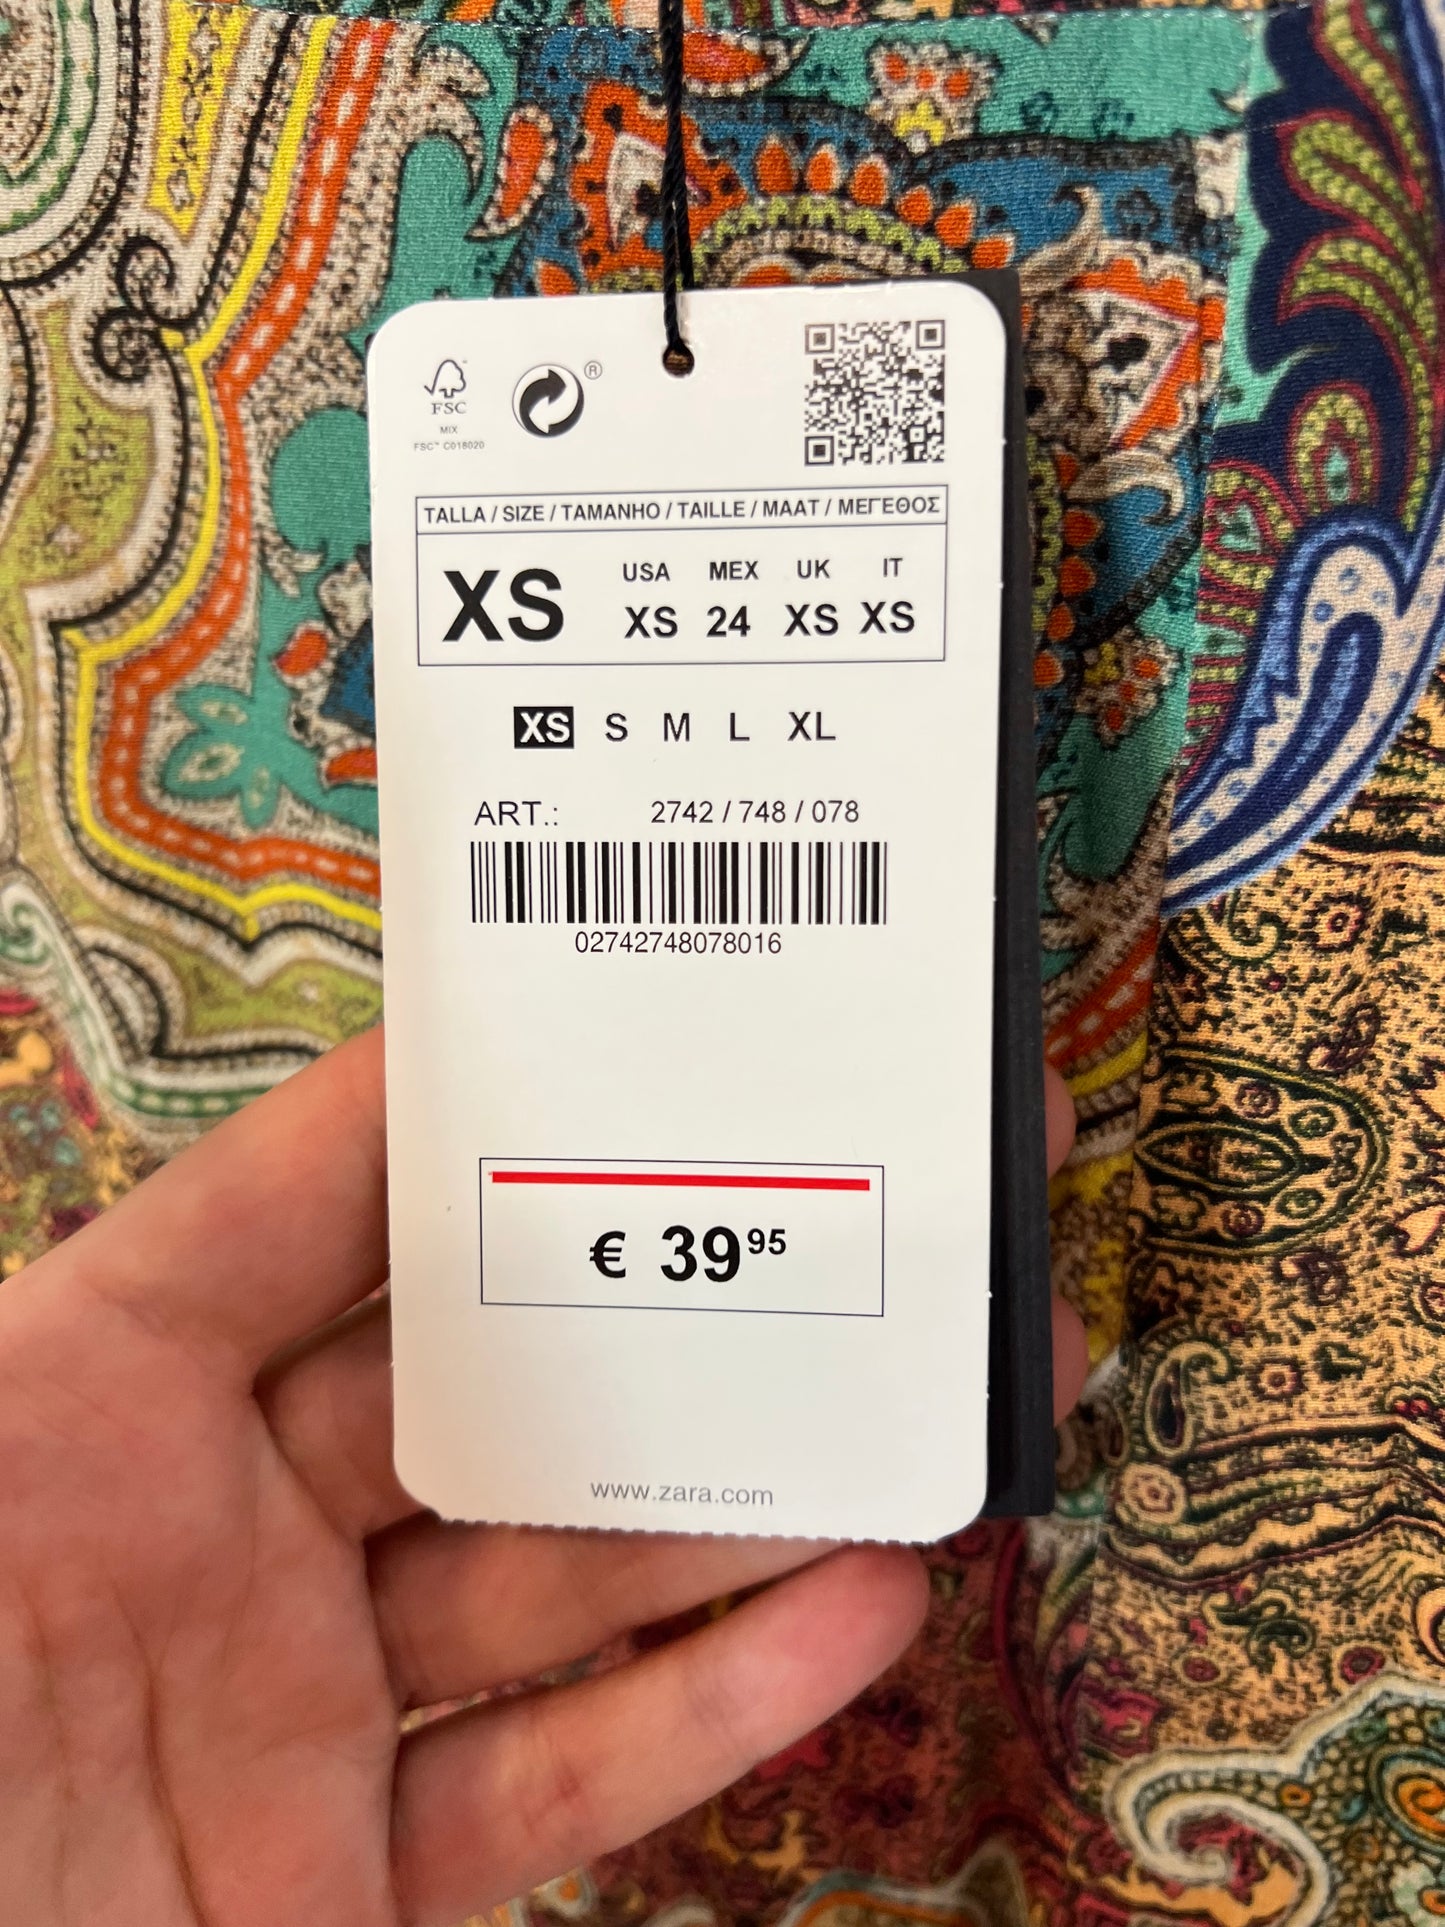 FSC
MIX
FSC™ C018020
®
TALLA / SIZE / TAMANHO / TAILLE / MAAT / ΜΕΓΕΘΟΣ
XS
USA MEX UK IT
XS 24 XS XS
XS S M L XL
ART.: 2742 / 748 / 078
02742748078016
€ 39 95
www.zara.com